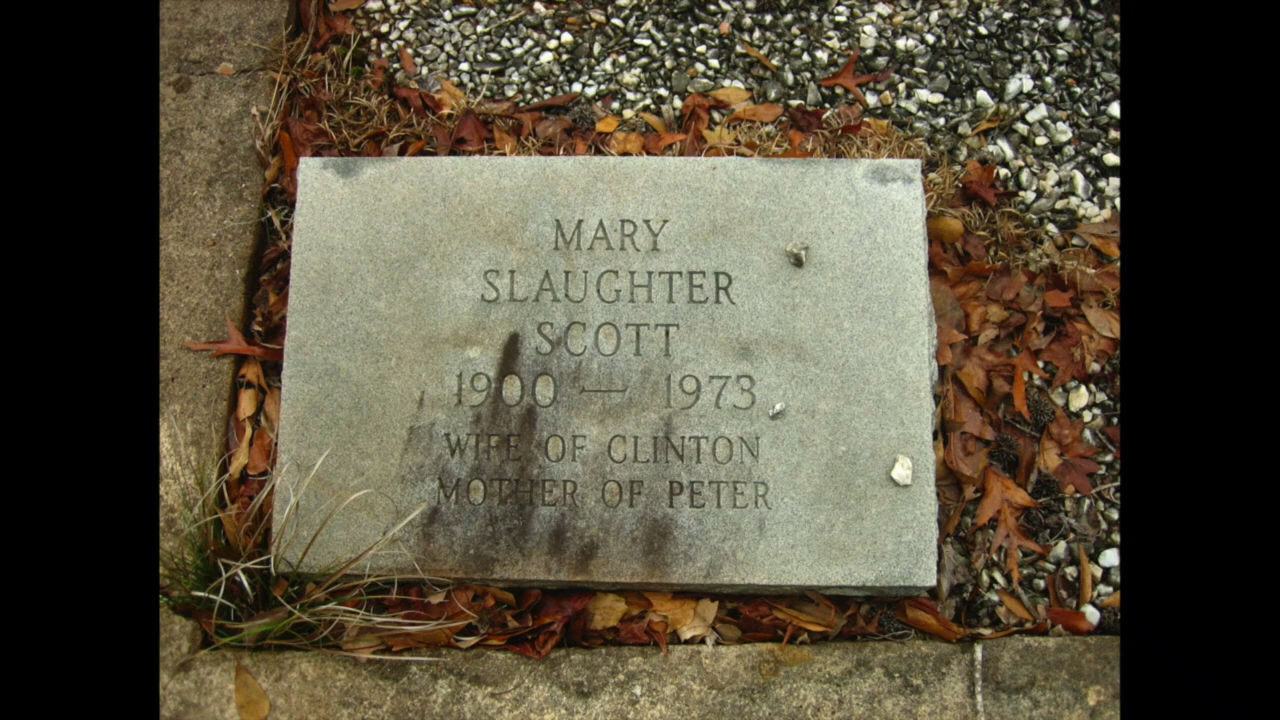 MARY
SLAUGHTER
SCOTT
1900 — 1973
WIFE OF CLINTON
MOTHER OF PETER